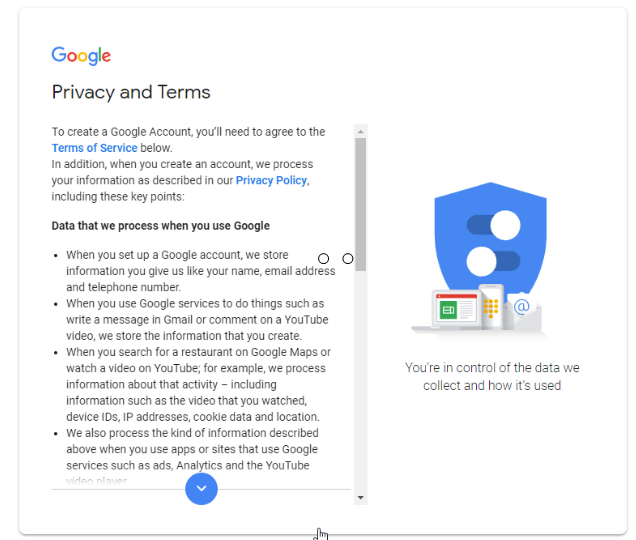 Google
Privacy and Terms
To create a Google Account, you'll need to agree to the
Terms of Service below.
In addition, when you create an account, we process
your information as described in our Privacy Policy,
including these key points:
Data that we process when you use Google
• When you set up a Google account, we store
information you give us like your name, email address
and telephone number.
• When you use Google services to do things such as
write a message in Gmail or comment on a YouTube
video, we store the information that you create.
• When you search for a restaurant on Google Maps or
watch a video on YouTube; for example, we process
information about that activity – including
information such as the video that you watched,
device IDs, IP addresses, cookie data and location.
• We also process the kind of information described
above when you use apps or sites that use Google
services such as ads, Analytics and the YouTube
video player.
@
You're in control of the data we
collect and how it's used